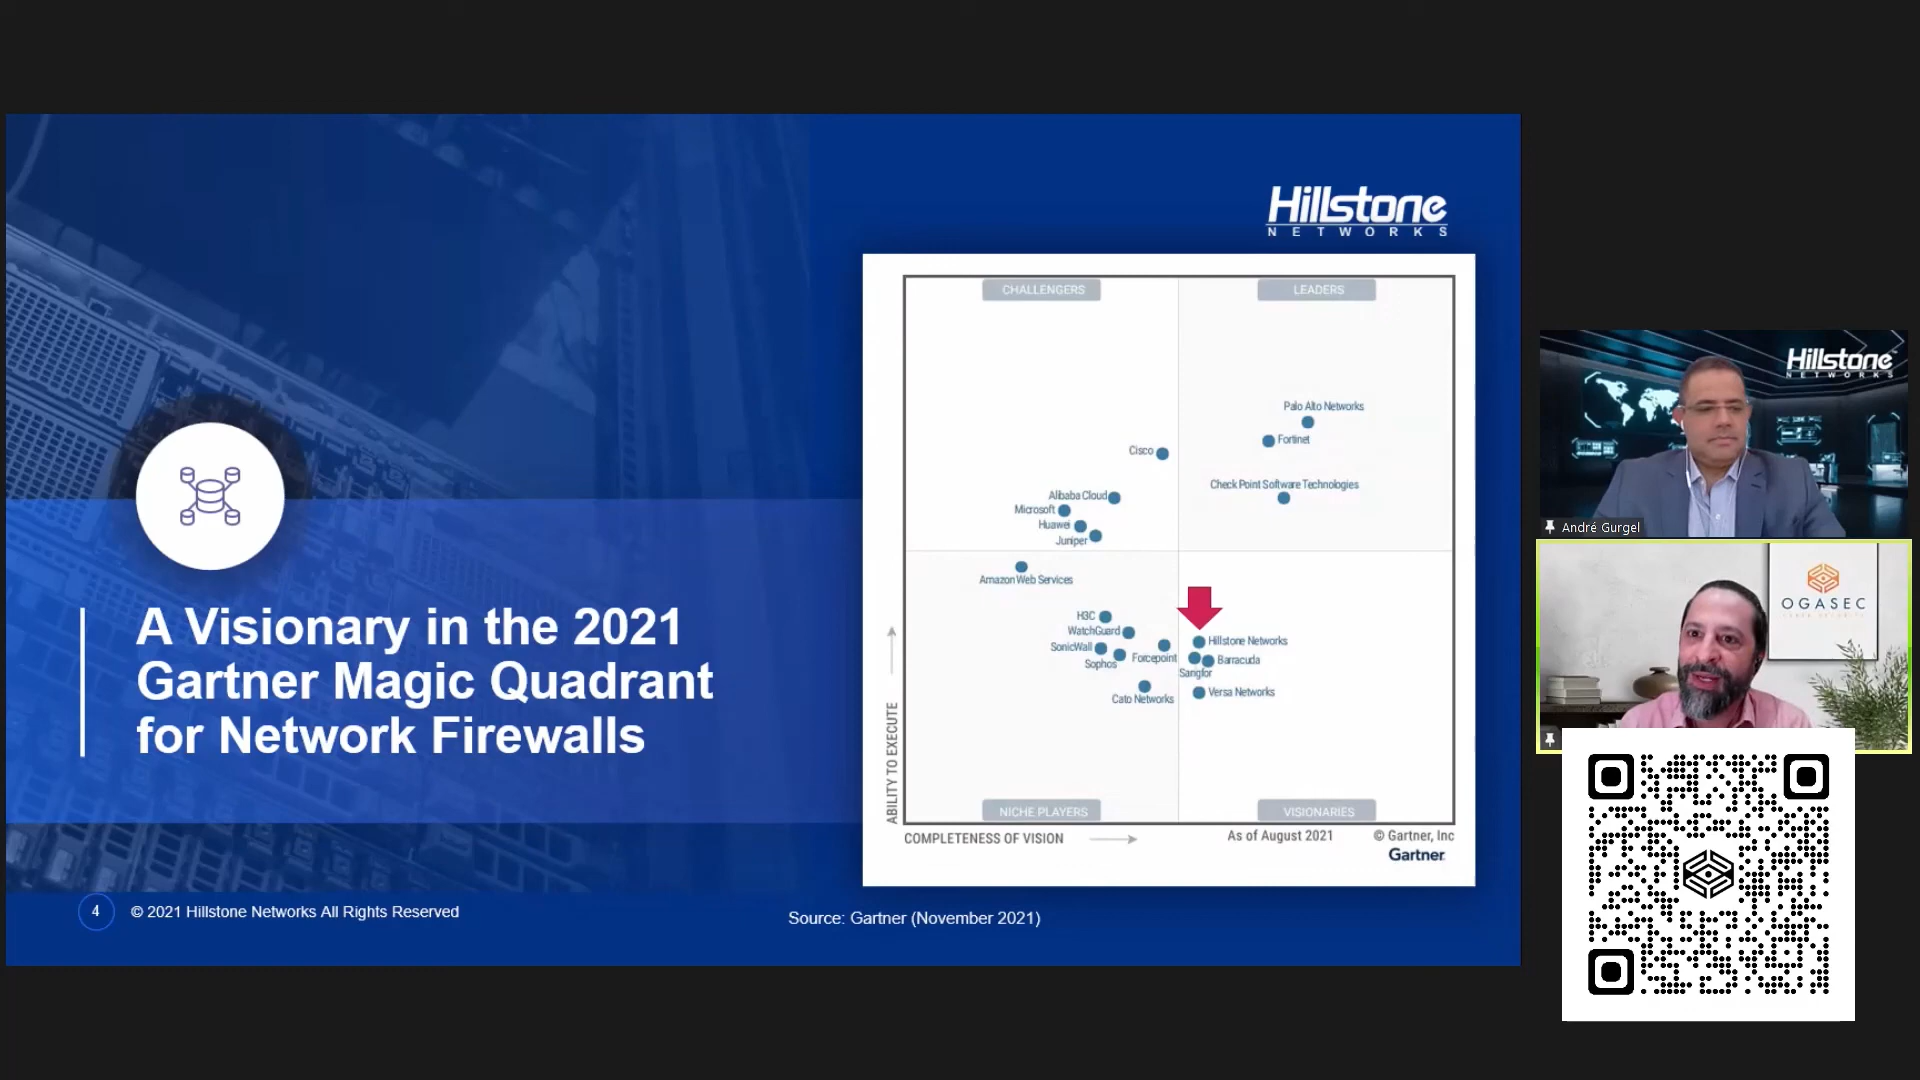 Hillstone
NETWORKS
CHALLENGERS
LEADERS
Palo Alto Networks
Fortinet
Cisco
Check Point Software Technologies
Alibaba Cloud
Microsoft
Huawei
Juniper
Amazon Web Services
H3C
WatchGuard
SonicWall
Sophos
Forcepoint
Cato Networks
Hillstone Networks
Barracuda
Sangfor
Versa Networks
ABILITY TO EXECUTE
NICHE PLAYERS
VISIONARIES
COMPLETENESS OF VISION
As of August 2021
© Gartner, Inc
Gartner
A Visionary in the 2021
Gartner Magic Quadrant
for Network Firewalls
4
© 2021 Hillstone Networks All Rights Reserved
Source: Gartner (November 2021)
Hillstone
NETWORKS
André Gurgel
OGASEC